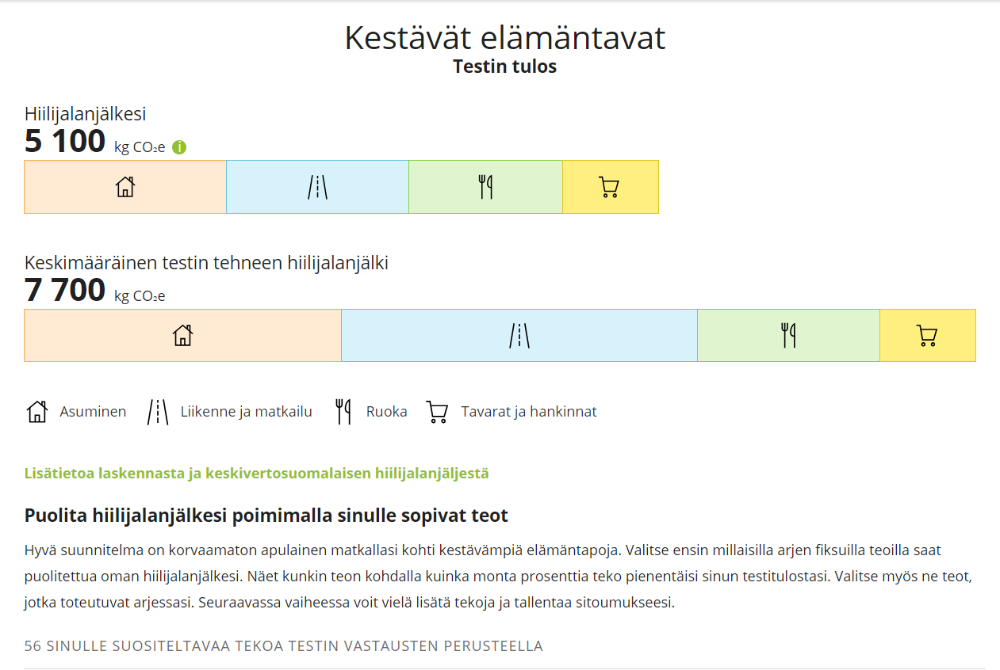 Kestävät elämäntavat
Testin tulos
Hiilijalanjälkesi
5 100 kg CO₂e i
Keskimääräinen testin tehneen hiilijalanjälki
7 700 kg CO₂e
Asuminen Liikenne ja matkailu Ruoka Tavarat ja hankinnat
Lisätietoa laskennasta ja keskivertosuomalaisen hiilijalanjäljestä
Puolita hiilijalanjälkesi poimimalla sinulle sopivat teot
Hyvä suunnitelma on korvaamaton apulainen matkallasi kohti kestävämpiä elämäntapoja. Valitse ensin millaisilla arjen fiksuilla teoilla saat
puolitettua oman hiilijalanjälkesi. Näet kunkin teon kohdalla kuinka monta prosenttia teko pienentäisi sinun testitulostasi. Valitse myös ne teot,
jotka toteutuvat arjessasi. Seuraavassa vaiheessa voit vielä lisätä tekoja ja tallentaa sitoumukseesi.
56 SINULLE SUOSITELTAVAA TEKOA TESTIN VASTAUSTEN PERUSTEELLA